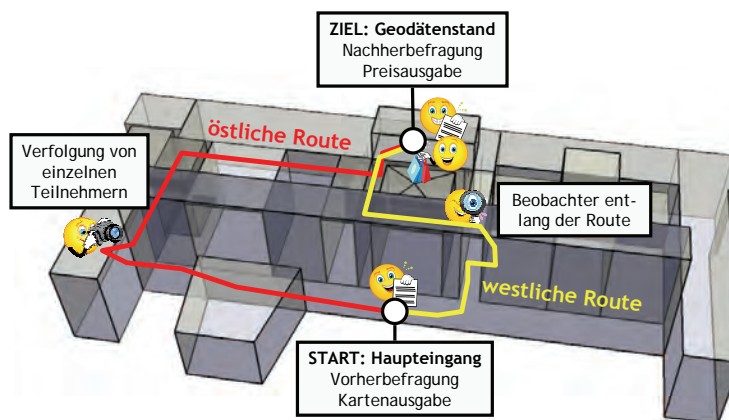 ZIEL: Geodätenstand
Nachherbefragung
Preisausgabe
östliche Route
Verfolgung von
einzelnen
Teilnehmern
Beobachter ent-
lang der Route
westliche Route
START: Haupteingang
Vorherbefragung
Kartenausgabe